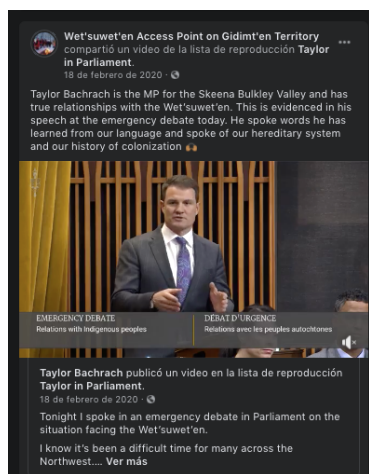 Wet'suwet'en Access Point on Gidimt'en Territory
compartió un video de la lista de reproducción Taylor
in Parliament.
18 de febrero de 2020 ·
Taylor Bachrach is the MP for the Skeena Bulkley Valley and has
true relationships with the Wet'suwet'en. This is evidenced in his
speech at the emergency debate today. He spoke words he has
learned from our language and spoke of our hereditary system
and our history of colonization
EMERGENCY DEBATE
Relations with Indigenous peoples
DÉBAT D'URGENCE
Relations avec les peuples autochtones
Taylor Bachrach publicó un video en la lista de reproducción
Taylor in Parliament.
18 de febrero de 2020 ·
Tonight I spoke in an emergency debate in Parliament on the
situation facing the Wet'suwet'en.
I know it's been a difficult time for many across the
Northwest.... Ver más